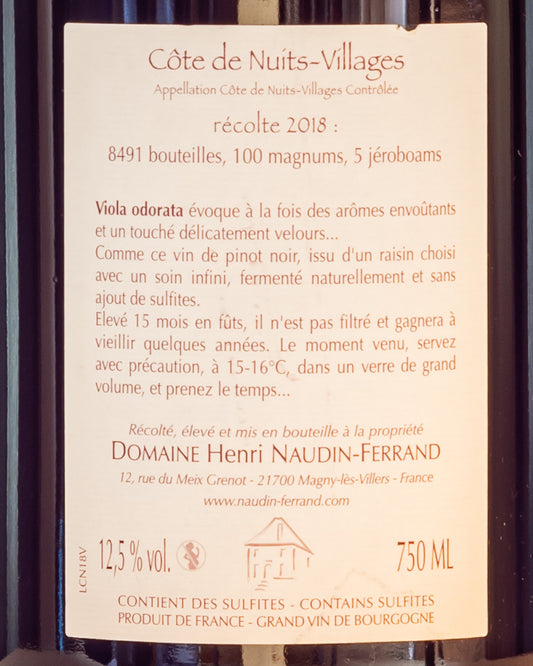 Côte de Nuits-Villages
Appellation Côte de Nuits-Villages Contrôlée
récolte 2018 :
8491 bouteilles, 100 magnums, 5 jéroboams
Viola odorata évoque à la fois des arômes envoûtants
et un touché délicatement velours...
Comme ce vin de pinot noir, issu d'un raisin choisi
avec un soin infini, fermenté naturellement et sans
ajout de sulfites.
Elevé 15 mois en fûts, il n'est pas filtré et gagnera à
vieillir quelques années. Le moment venu, servez
avec précaution, à 15-16°C, dans un verre de grand
volume, et prenez le temps...
Récolté, élevé et mis en bouteille à la propriété
DOMAINE Henri NAUDIN-FERRAND
12, rue du Meix Grenot - 21700 Magny-lès-Villers - France
www.naudin-ferrand.com
LCN18V
12,5 % vol.
750 ML
CONTIENT DES SULFITES - CONTAINS SULFITES
PRODUIT DE FRANCE - GRAND VIN DE BOURGOGNE